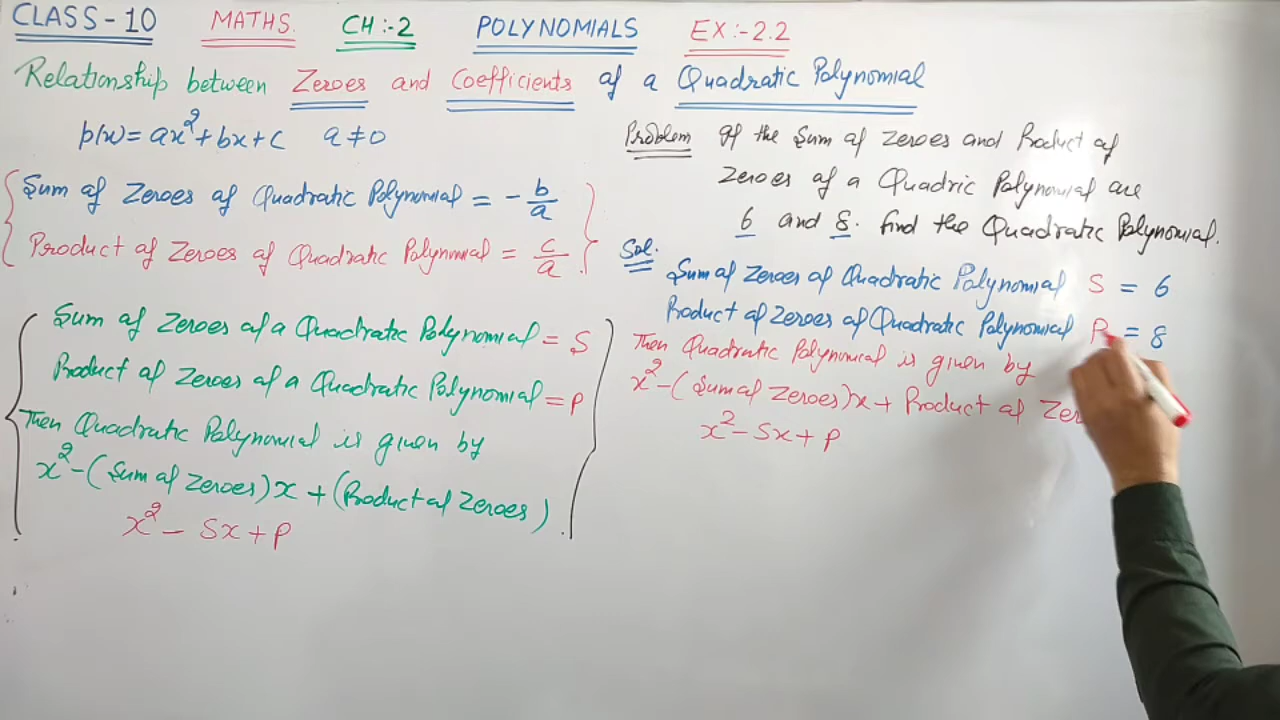 CLASS-10 MATHS. CH:-2 POLYNOMIALS EX:-2.2
Relationship between Zeroes and Coefficients of a Quadratic Polynomial
p(x) = ax²+bx+c a≠0
Sum of Zeroes of Quadratic Polynomial = -b/a
Product of Zeroes of Quadratic Polynomial = c/a
Sum of Zeroes of a Quadratic Polynomial = S
Product of Zeroes of a Quadratic Polynomial = P
Then Quadratic Polynomial is given by
x²-(Sum of Zeroes)x+(Product of Zeroes)
x²-Sx+P
Problem If the Sum of Zeroes and Product of
Zeroes of a Quadric Polynomial are
6 and 8. find the Quadratic Polynomial.
Sol.
Sum of Zeroes of Quadratic Polynomial S = 6
Product of Zeroes of Quadratic Polynomial P = 8
Then Quadratic Polynomial is given by
x²-(Sum of Zeroes)x+Product of
x²-Sx+P